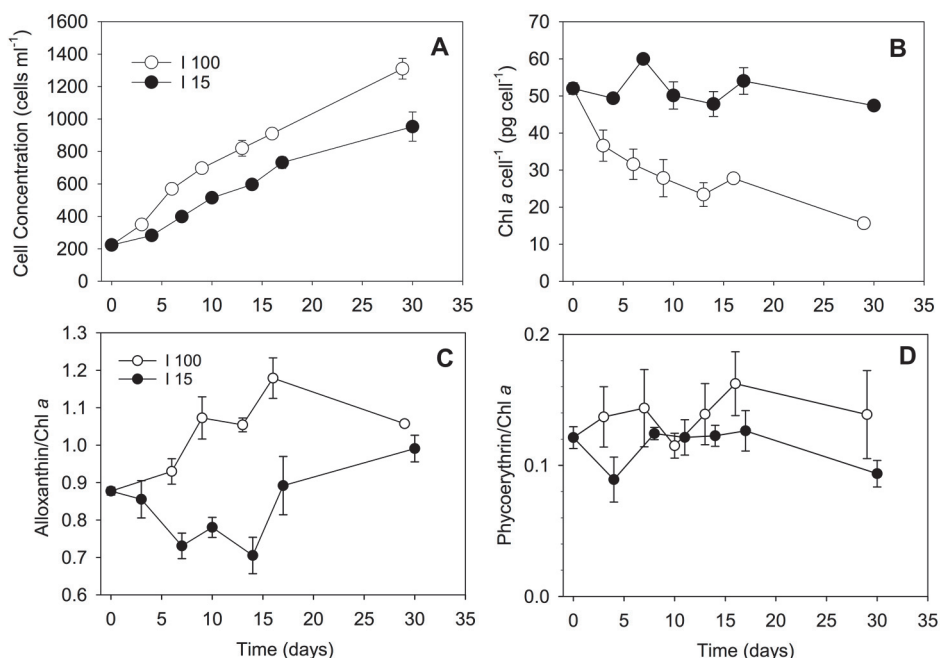 A
Cell Concentration (cells ml⁻¹)
1600
1400
1200
1000
800
600
400
200
0
I 100
I 15
0 5 10 15 20 25 30 35
B
Chl a cell⁻¹ (pg cell⁻¹)
70
60
50
40
30
20
10
0
0 5 10 15 20 25 30 35
C
Alloxanthin/Chl a
1.3
1.2
1.1
1.0
0.9
0.8
0.7
0.6
I 100
I 15
0 5 10 15 20 25 30 35
Time (days)
D
Phycoerythrin/Chl a
0.2
0.1
0.0
0 5 10 15 20 25 30 35
Time (days)